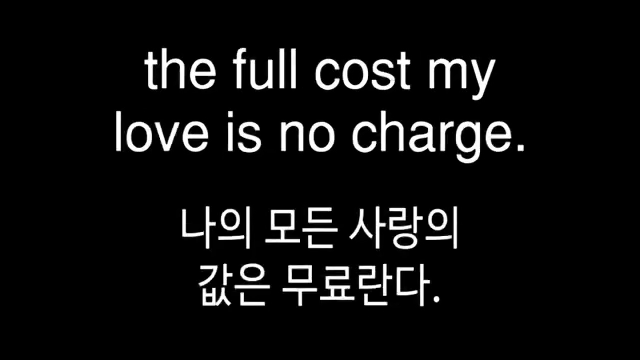 the full cost my
love is no charge.
나의 모든 사랑의
값은 무료란다.